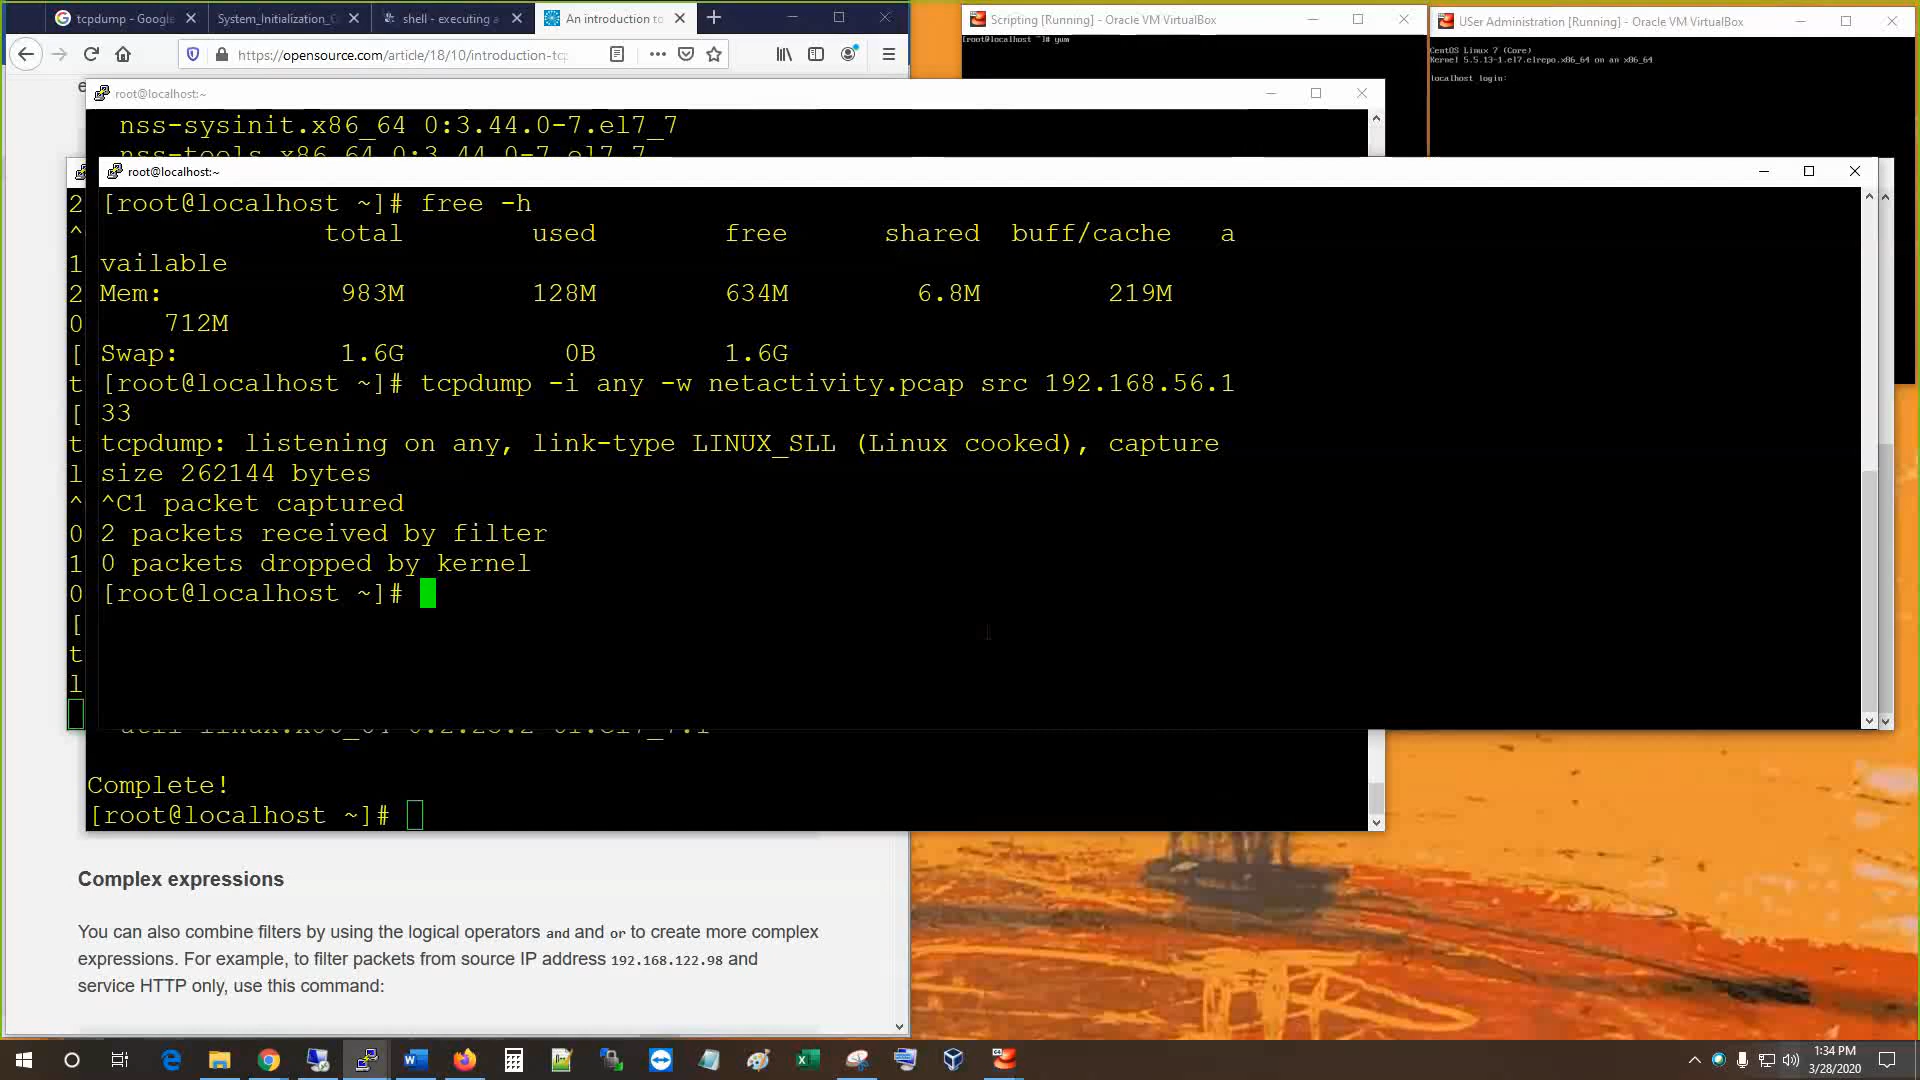 tcpdump - Google
System_Initialization_
shell - executing a
An introduction to
https://opensource.com/article/18/10/introduction-tc
Scripting [Running] - Oracle VM VirtualBox
[root@localhost ~]# yum
USer Administration [Running] - Oracle VM VirtualBox
CentOS Linux 7 (Core)
Kernel 5.5.13-1.el7.elrepo.x86_64 on an x86_64
localhost login:
root@localhost:~
nss-sysinit.x86_64 0:3.44.0-7.el7_7
nss-tools.x86_64 0:3.44.0-7.el7_7
root@localhost:~
[root@localhost ~]# free -h
total used free shared buff/cache a
vailable
Mem: 983M 128M 634M 6.8M 219M
712M
Swap: 1.6G 0B 1.6G
[root@localhost ~]# tcpdump -i any -w netactivity.pcap src 192.168.56.1
33
tcpdump: listening on any, link-type LINUX_SLL (Linux cooked), capture
size 262144 bytes
^C1 packet captured
2 packets received by filter
0 packets dropped by kernel
[root@localhost ~]#
2
^
1
2
0
[
t
[
t
l
^
0
1
0
[
t
l
Complete!
[root@localhost ~]#
Complex expressions
You can also combine filters by using the logical operators and and or to create more complex
expressions. For example, to filter packets from source IP address 192.168.122.98 and
service HTTP only, use this command:
1:34 PM
3/28/2020